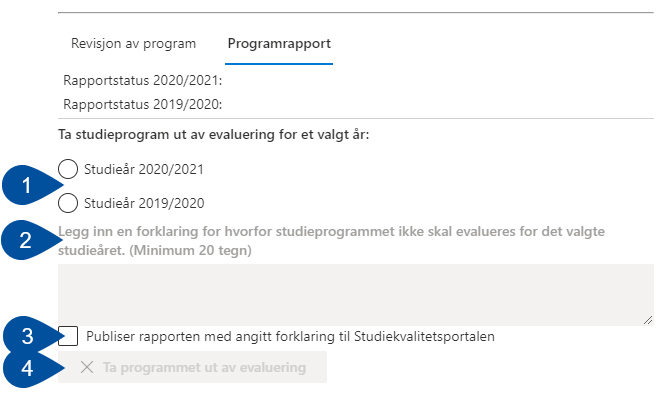 Revisjon av program Programrapport
Rapportstatus 2020/2021:
Rapportstatus 2019/2020:
Ta studieprogram ut av evaluering for et valgt år:
1 Studieår 2020/2021
Studieår 2019/2020
2 Legg inn en forklaring for hvorfor studieprogrammet ikke skal evalueres for det valgte
studieåret. (Minimum 20 tegn)
3 Publiser rapporten med angitt forklaring til Studiekvalitetsportalen
4 Ta programmet ut av evaluering